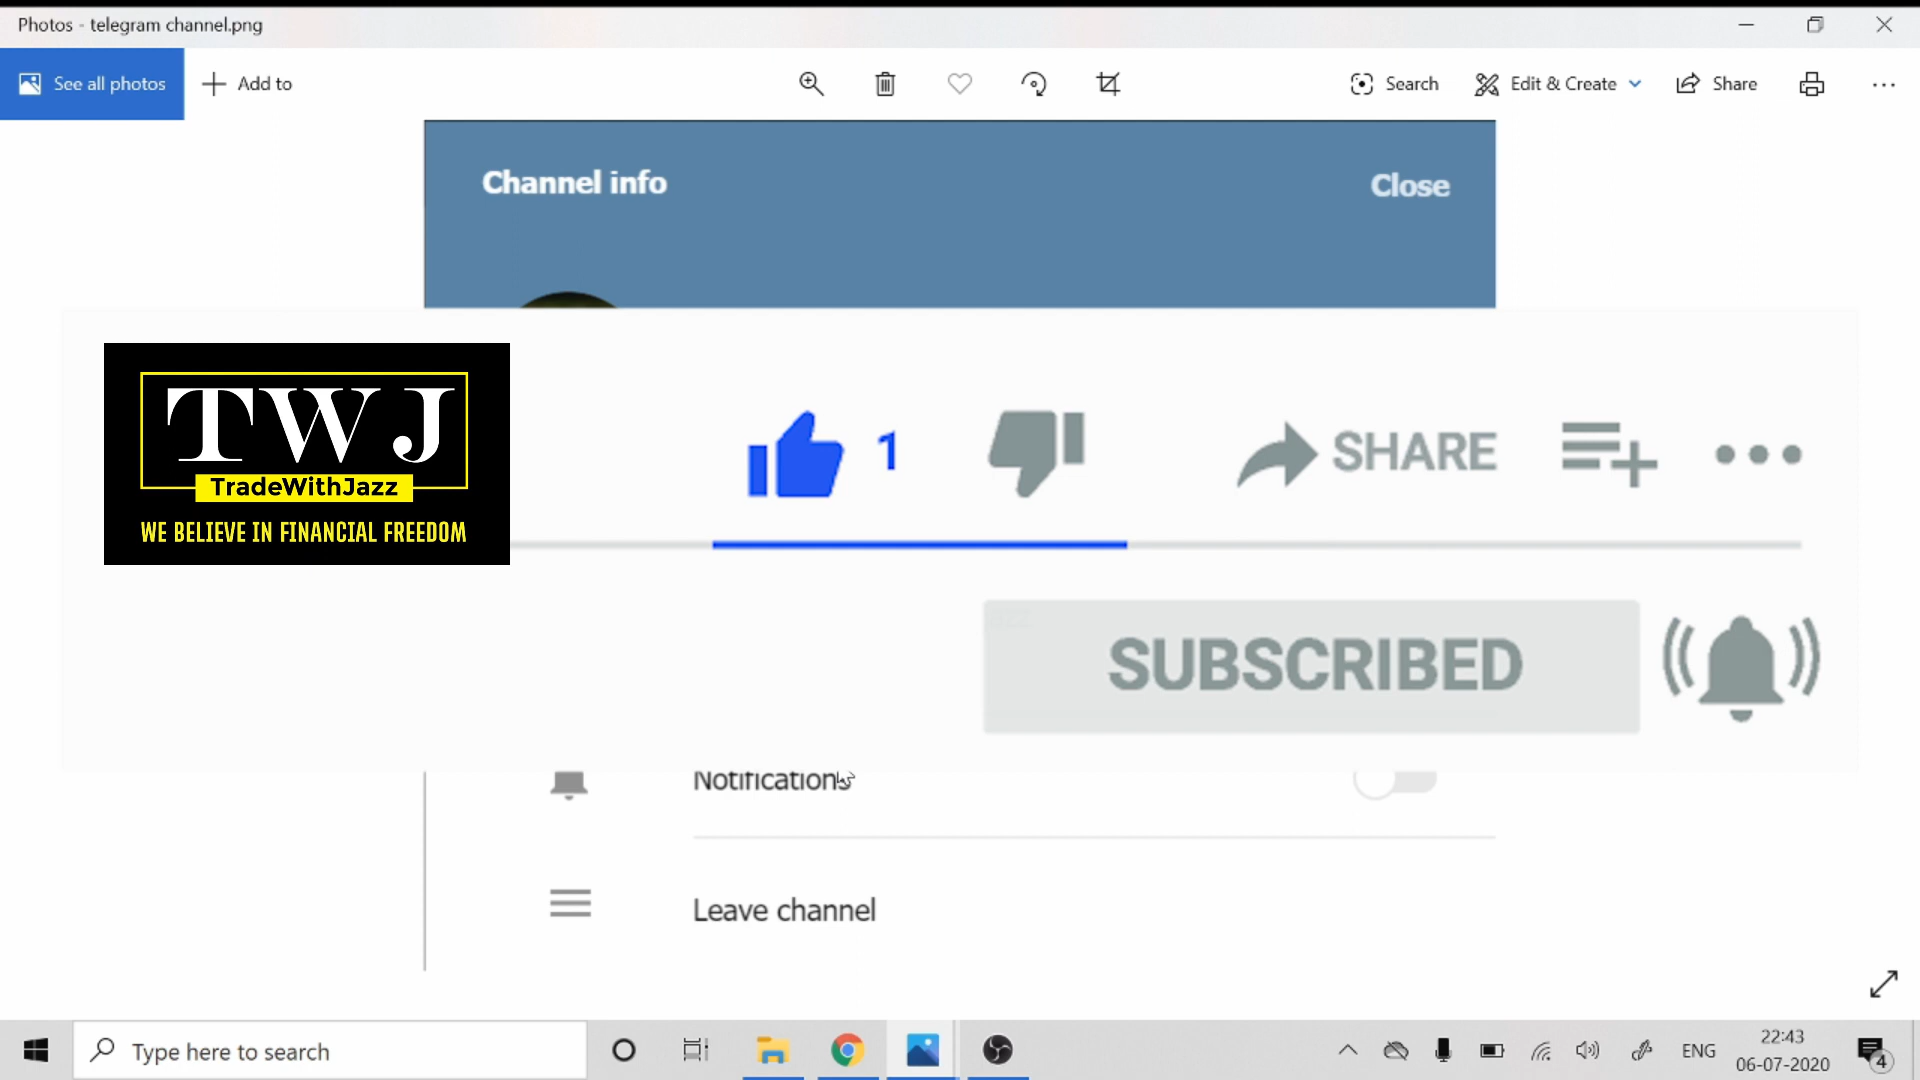 Photos - telegram channel.png
See all photos
Add to
Search
Edit & Create
Share
Channel info
Close
TWJ
TradeWithJazz
WE BELIEVE IN FINANCIAL FREEDOM
1
SHARE
SUBSCRIBED
Notifications
Leave channel
Type here to search
ENG
22:43
06-07-2020
4